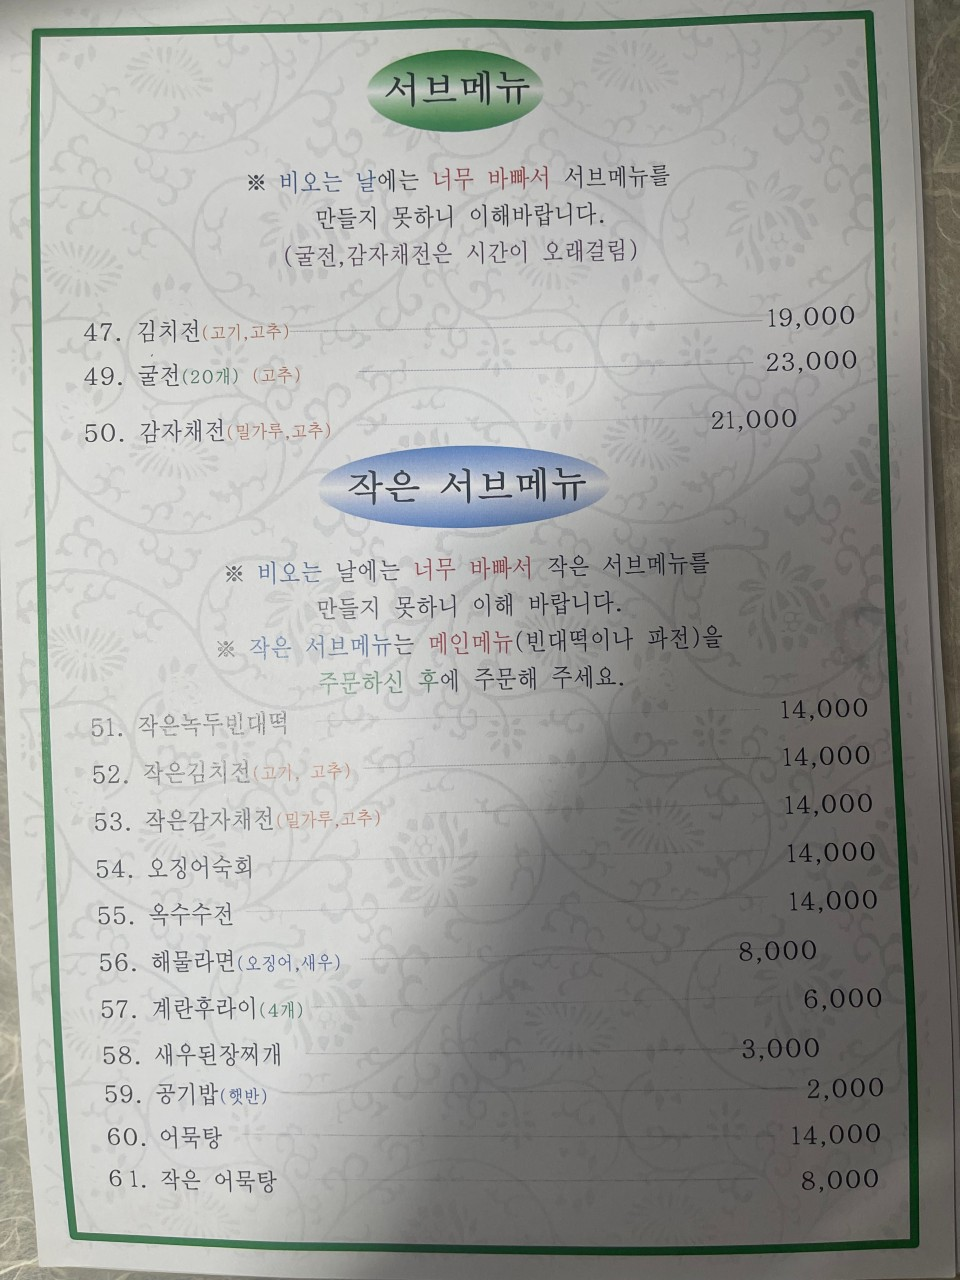 서브메뉴
※ 비오는 날에는 너무 바빠서 서브메뉴를
만들지 못하니 이해바랍니다.
(굴전,감자채전은 시간이 오래걸림)
47. 김치전(고기,고추) 19,000
49. 굴전(20개) (고추) 23,000
50. 감자채전(밀가루,고추) 21,000
작은 서브메뉴
※ 비오는 날에는 너무 바빠서 작은 서브메뉴를
만들지 못하니 이해 바랍니다.
※ 작은 서브메뉴는 메인메뉴(빈대떡이나 파전)을
주문하신 후에 주문해 주세요.
51. 작은녹두빈대떡 14,000
52. 작은김치전(고기, 고추) 14,000
53. 작은감자채전(밀가루,고추) 14,000
54. 오징어숙회 14,000
55. 옥수수전 14,000
56. 해물라면(오징어,새우) 8,000
57. 계란후라이(4개) 6,000
58. 새우된장찌개 3,000
59. 공기밥(햇반) 2,000
60. 어묵탕 14,000
61. 작은 어묵탕 8,000